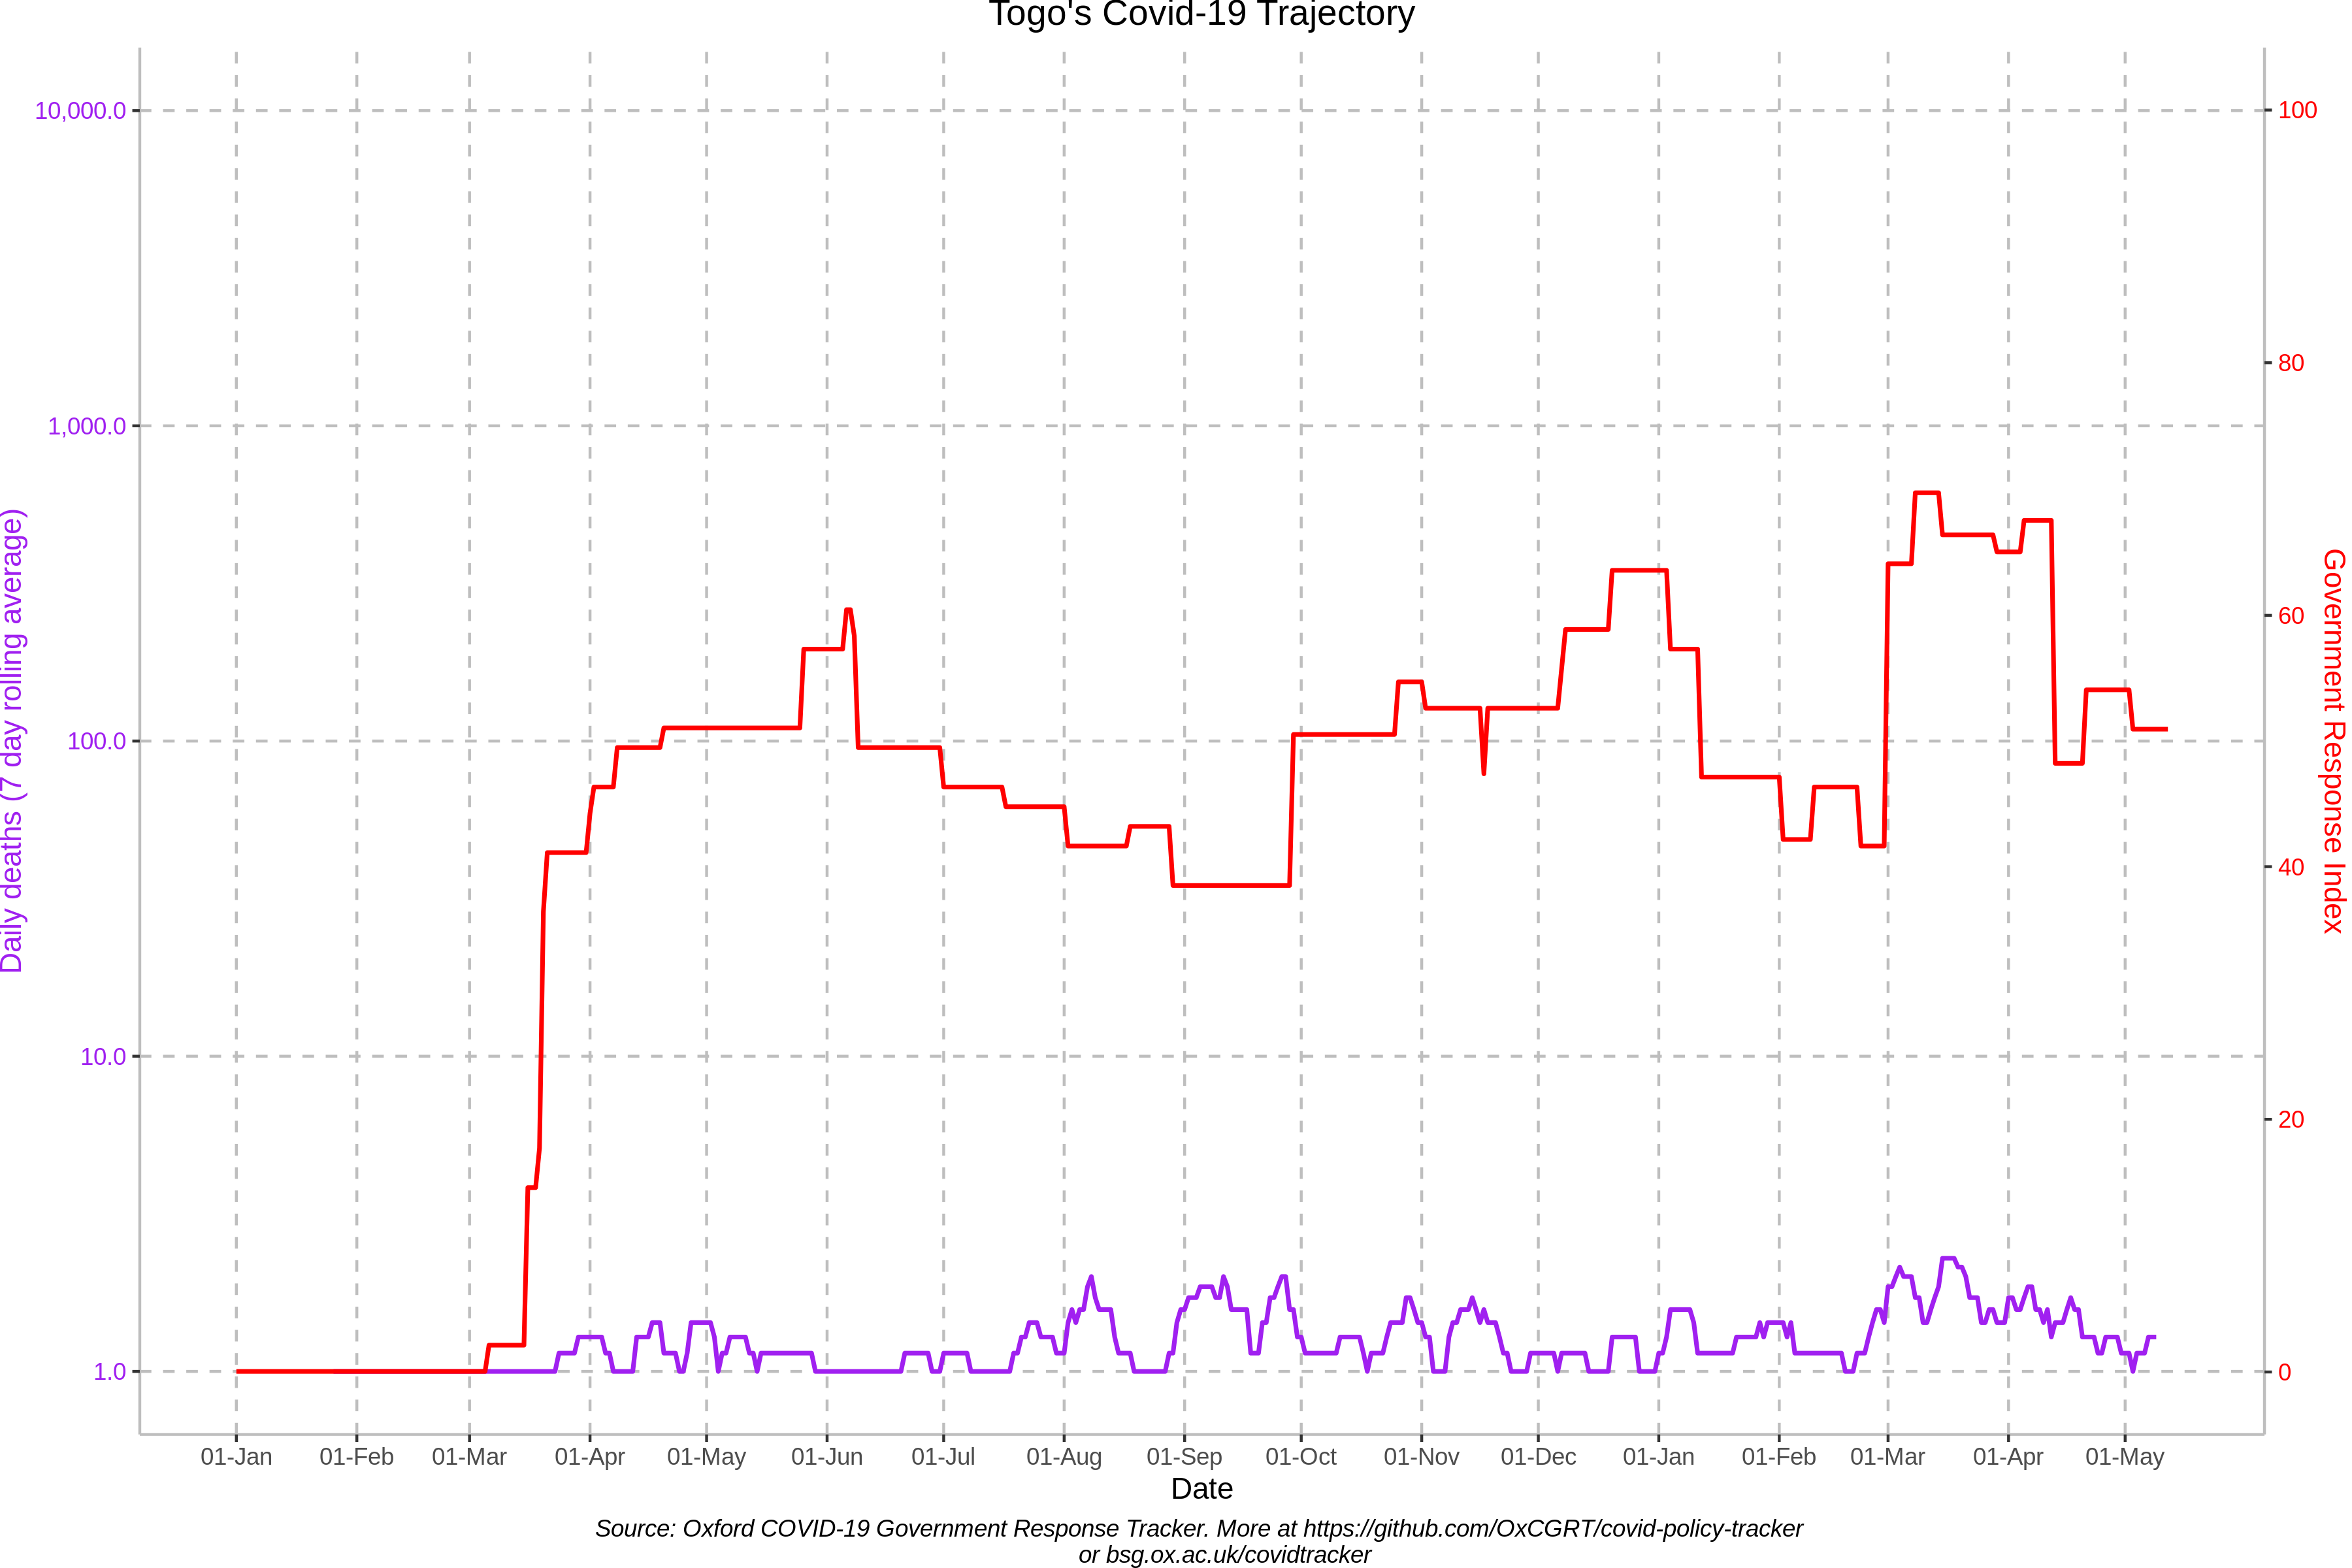 Togo's Covid-19 Trajectory
10,000.0
1,000.0
100.0
10.0
1.0
Daily deaths (7 day rolling average)
100
80
60
40
20
0
Government Response Index
01-Jan 01-Feb 01-Mar 01-Apr 01-May 01-Jun 01-Jul 01-Aug 01-Sep 01-Oct 01-Nov 01-Dec 01-Jan 01-Feb 01-Mar 01-Apr 01-May
Date
Source: Oxford COVID-19 Government Response Tracker. More at https://github.com/OxCGRT/covid-policy-tracker
or bsg.ox.ac.uk/covidtracker